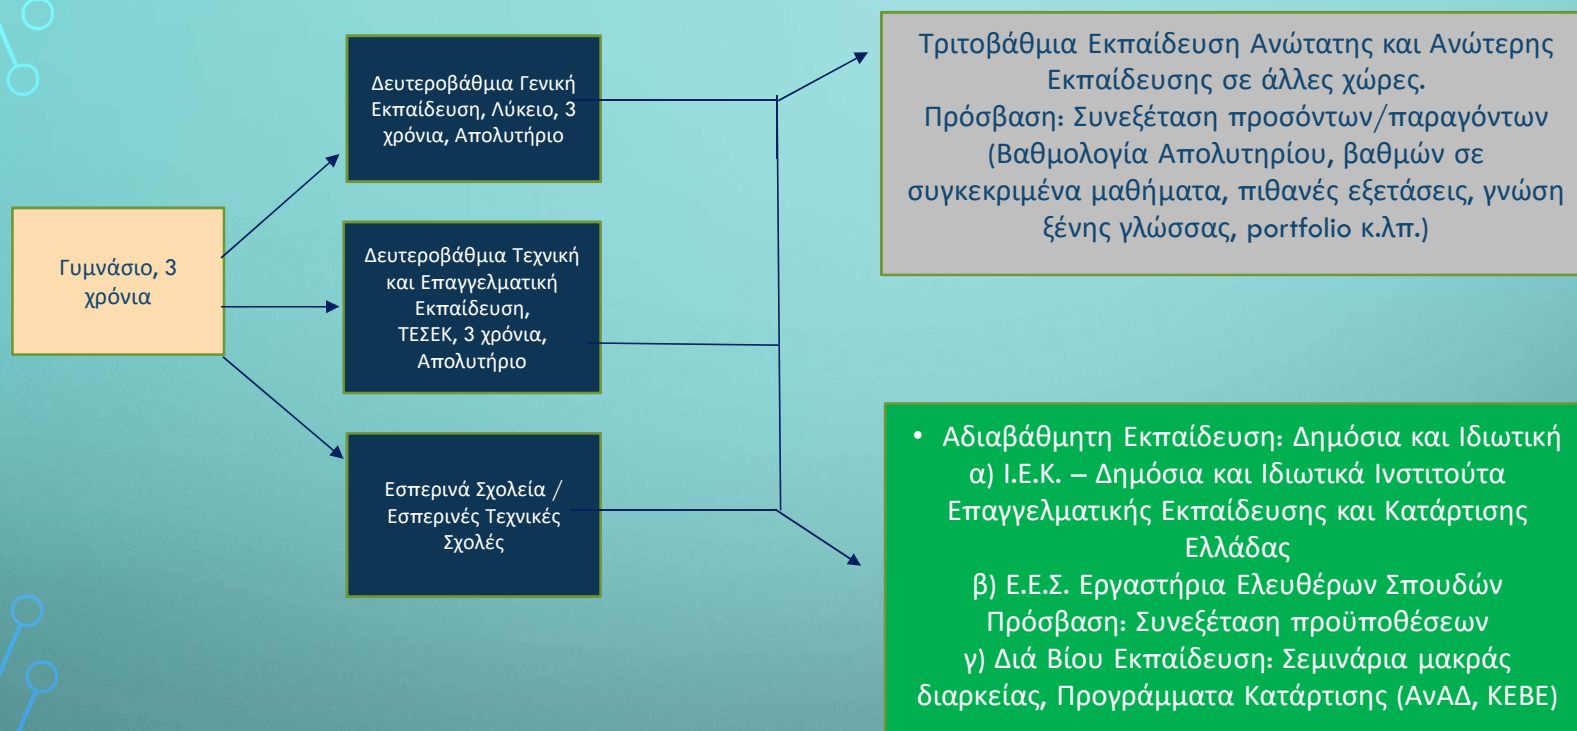 Γυμνάσιο, 3
χρόνια
Δευτεροβάθμια Γενική
Εκπαίδευση, Λύκειο, 3
χρόνια, Απολυτήριο
Δευτεροβάθμια Τεχνική
και Επαγγελματική
Εκπαίδευση,
ΤΕΣΕΚ, 3 χρόνια,
Απολυτήριο
Εσπερινά Σχολεία /
Εσπερινές Τεχνικές
Σχολές
Τριτοβάθμια Εκπαίδευση Ανώτατης και Ανώτερης
Εκπαίδευσης σε άλλες χώρες.
Πρόσβαση: Συνεξέταση προσόντων/παραγόντων
(Βαθμολογία Απολυτηρίου, βαθμών σε
συγκεκριμένα μαθήματα, πιθανές εξετάσεις, γνώση
ξένης γλώσσας, portfolio κ.λπ.)
• Αδιαβάθμητη Εκπαίδευση: Δημόσια και Ιδιωτική
α) Ι.Ε.Κ. – Δημόσια και Ιδιωτικά Ινστιτούτα
Επαγγελματικής Εκπαίδευσης και Κατάρτισης
Ελλάδας
β) Ε.Ε.Σ. Εργαστήρια Ελευθέρων Σπουδών
Πρόσβαση: Συνεξέταση προϋποθέσεων
γ) Διά Βίου Εκπαίδευση: Σεμινάρια μακράς
διαρκείας, Προγράμματα Κατάρτισης (ΑνΑΔ, ΚΕΒΕ)